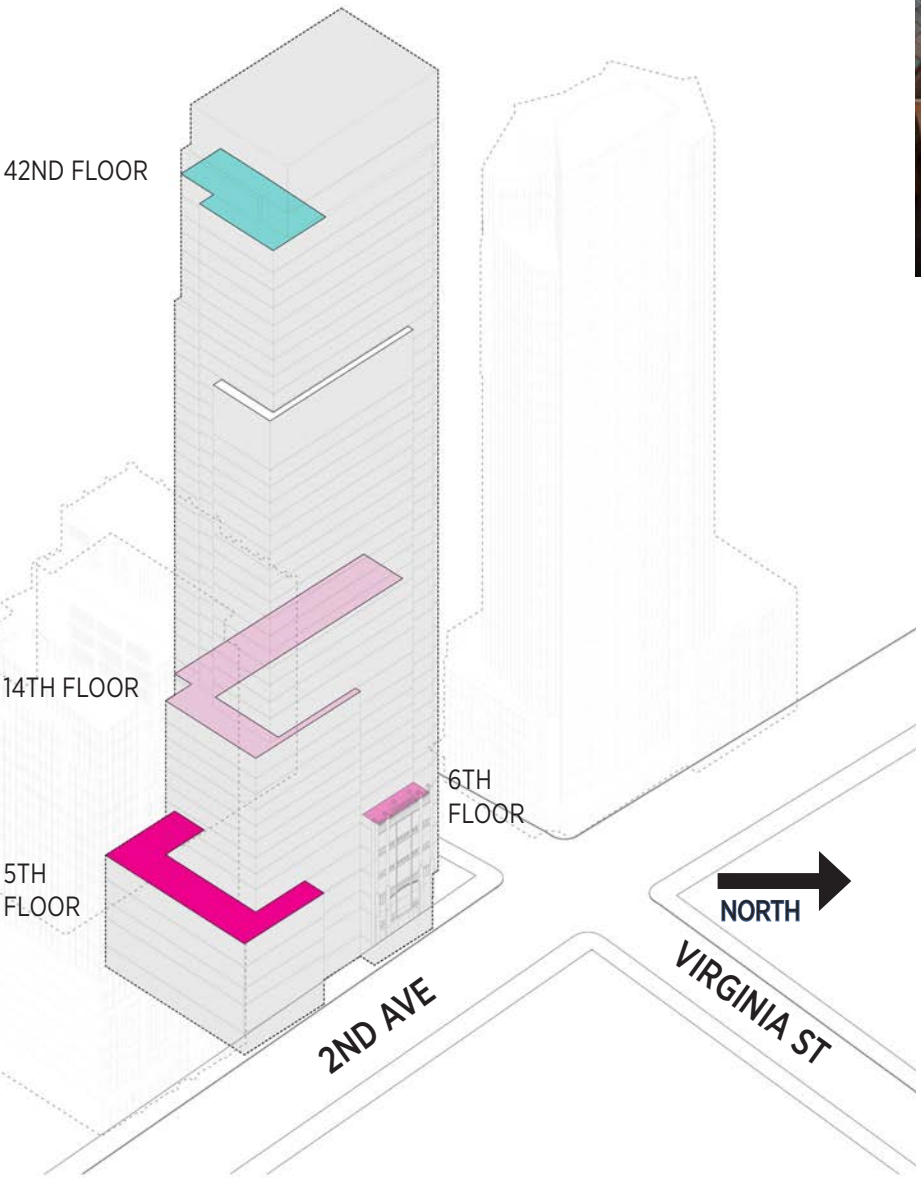 42ND FLOOR
14TH FLOOR
6TH
FLOOR
5TH
FLOOR
NORTH
2ND AVE
VIRGINIA ST